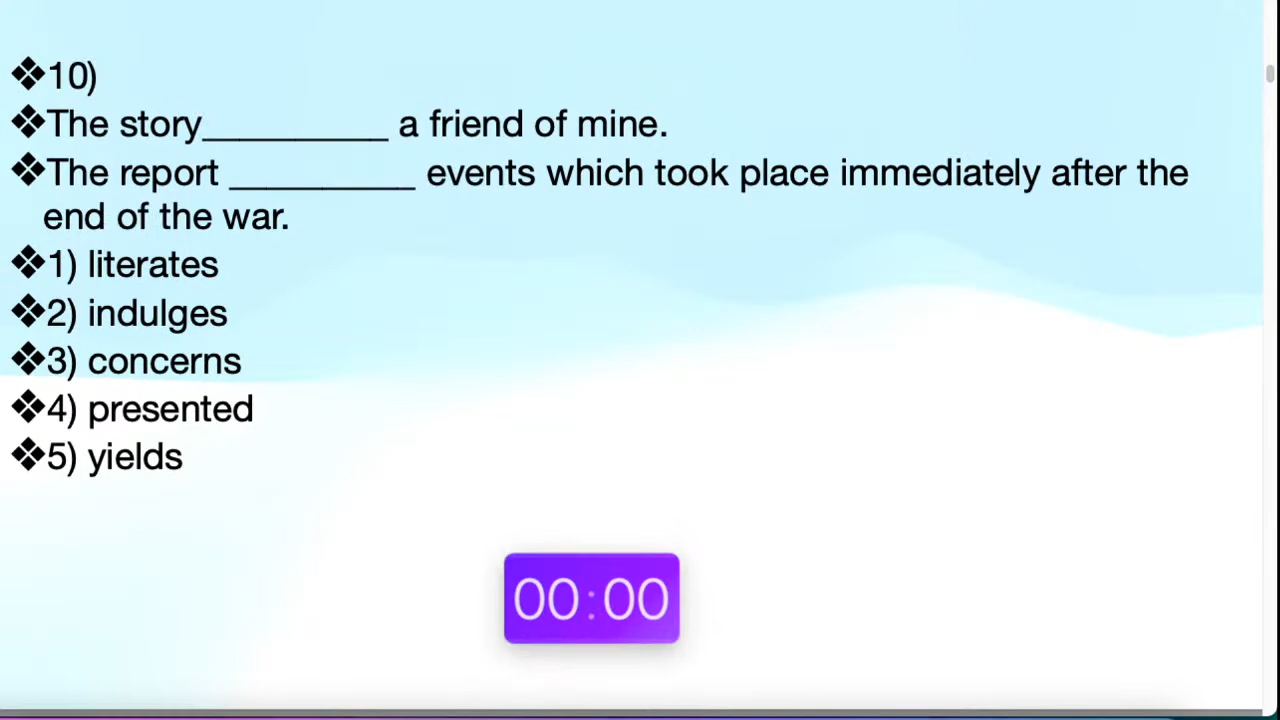 ❖10)
❖The story__________ a friend of mine.
❖The report __________ events which took place immediately after the
end of the war.
❖1) literates
❖2) indulges
❖3) concerns
❖4) presented
❖5) yields
00:00